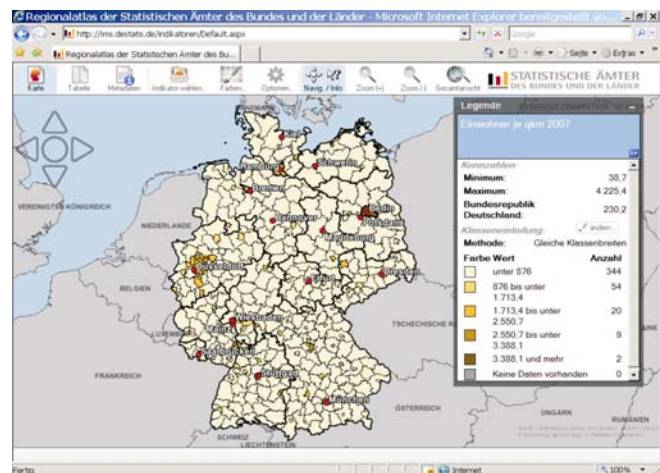 Regionalatlas der Statistischen Ämter des Bundes und der Länder - Microsoft Internet Explorer bereitgestellt vo...
http://ims.destatis.de/indikatoren/Default.aspx
Google
Regionalatlas der Statistischen Ämter des Bu...
Seite
Extras
Karte
Tabelle
Metadaten
Indikator wählen...
Farben...
Optionen
Navig. / Info
Zoom (+)
Zoom (-)
Gesamtansicht
STATISTISCHE ÄMTER
DES BUNDES UND DER LÄNDER
Legende
Einwohner je qkm 2007
Kennzahlen
Minimum: 38,7
Maximum: 4.225,4
Bundesrepublik
Deutschland: 230,2
Klasseneinteilung: ändern...
Methode: Gleiche Klassenbreiten
Farbe Wert Anzahl
unter 876 344
876 bis unter
1.713,4 54
1.713,4 bis unter
2.550,7 20
2.550,7 bis unter
3.388,1 9
3.388,1 und mehr 2
Keine Daten vorhanden 0
DÄNEMARK
Kiel
Schwerin
Hamburg
Bremen
VEREINIGTES KÖNIGREICH
NIEDERLANDE
Hannover
Berlin
Potsdam
Magdeburg
Düsseldorf
Erfurt
Dresden
BELGIEN
Wiesbaden
Mainz
LUXEMBURG
TSCHECHISCHE R
Saarbrücken
FRANKREICH
Stuttgart
München
ÖSTERREICH
UNGARN
RUMÄNIEN
SCHWEIZ
LIECHTENSTEIN
Fertig
Internet
100%